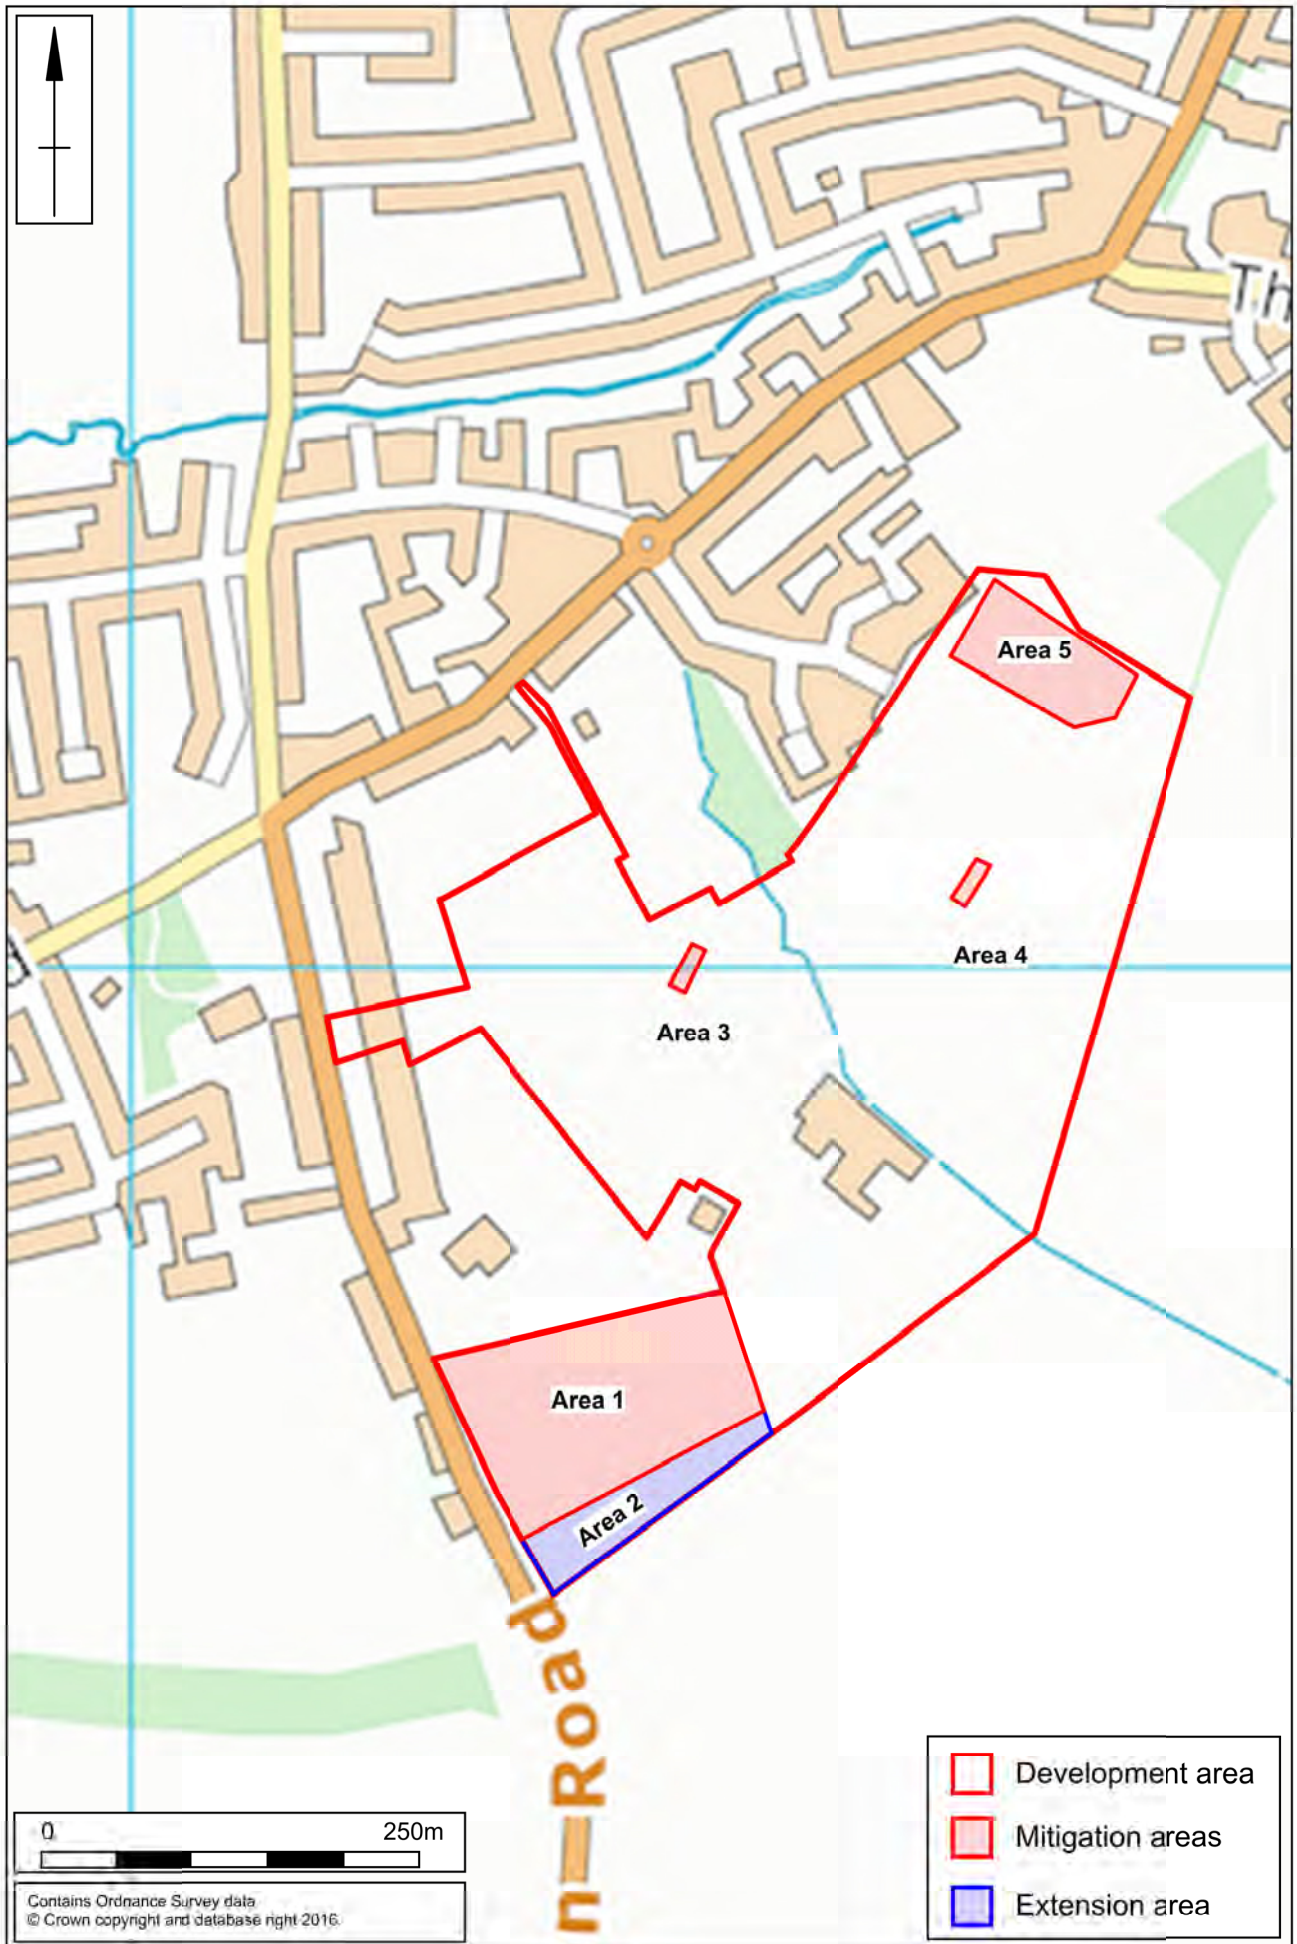 Th
Area 5
Area 4
Area 3
Area 1
Area 2
n Road
0 250m
Contains Ordnance Survey data
© Crown copyright and database right 2016.
Development area
Mitigation areas
Extension area